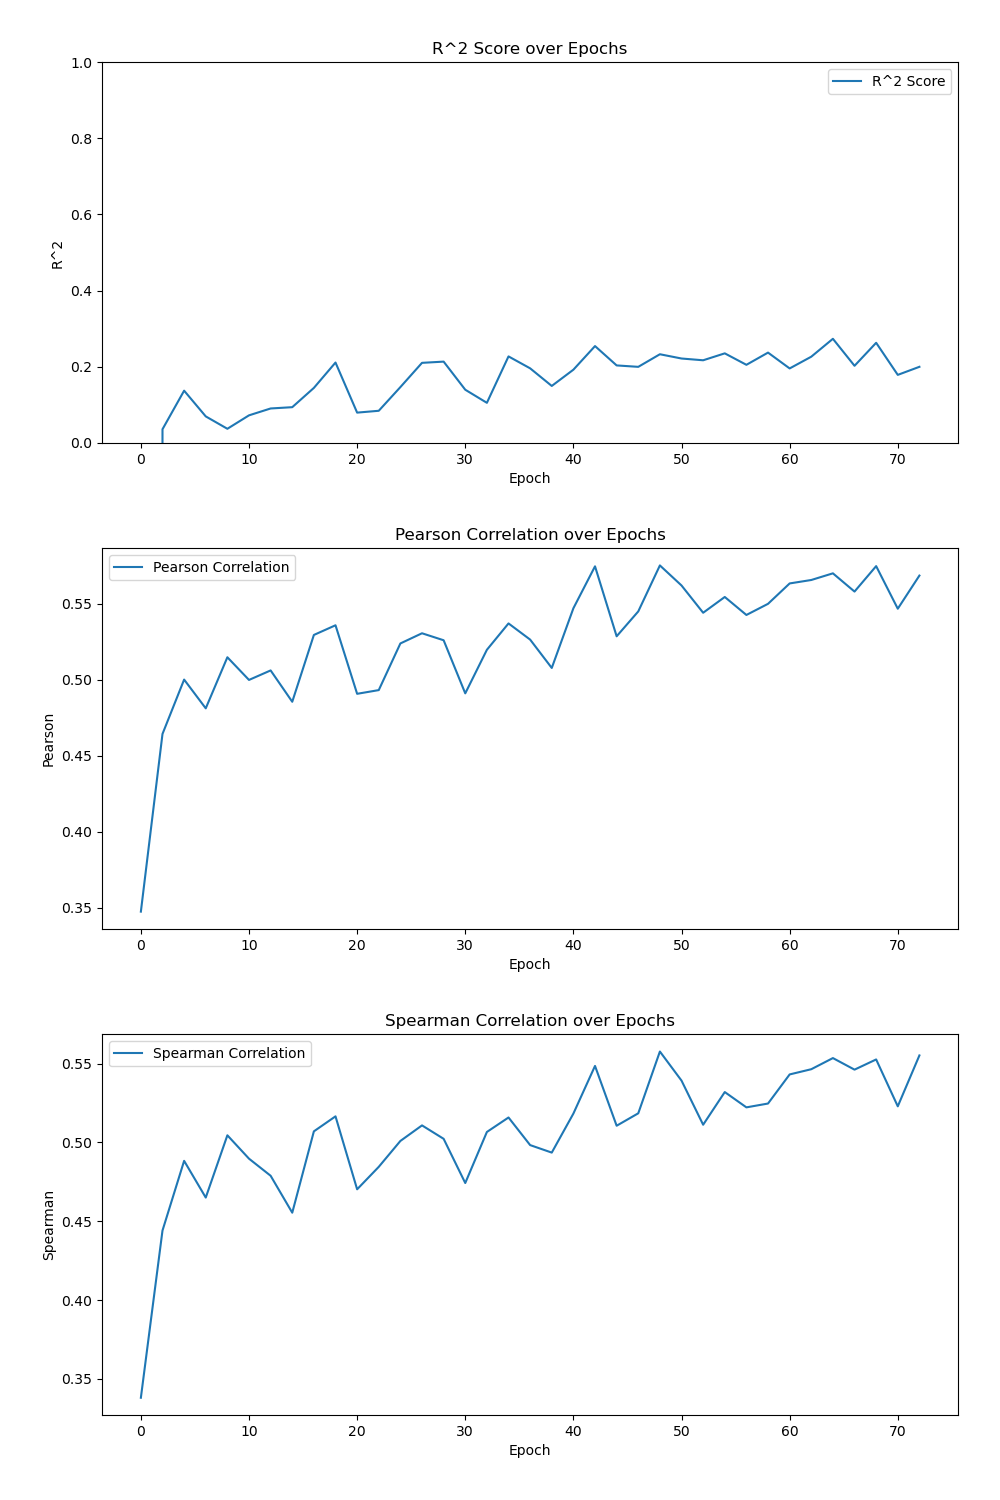 R^2 Score over Epochs
1.0
R^2 Score
0.8
0.6
R^2
0.4
0.2
0.0
0 10 20 30 40 50 60 70
Epoch
Pearson Correlation over Epochs
Pearson Correlation
0.55
0.50
Pearson
0.45
0.40
0.35
0 10 20 30 40 50 60 70
Epoch
Spearman Correlation over Epochs
Spearman Correlation
0.55
0.50
Spearman
0.45
0.40
0.35
0 10 20 30 40 50 60 70
Epoch